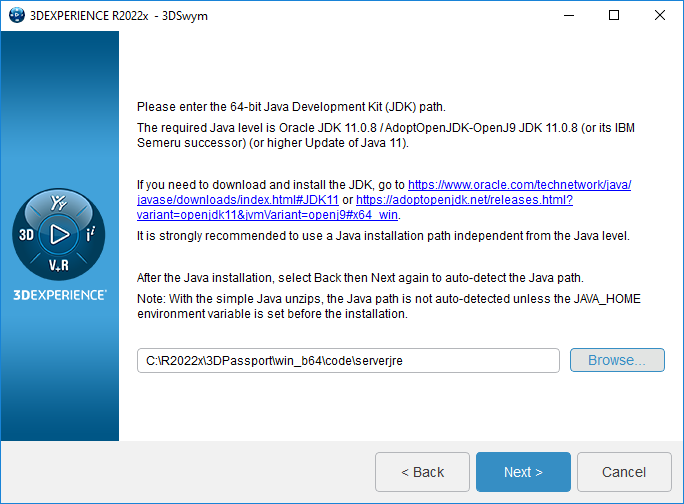 3DEXPERIENCE R2022x - 3DSwym
Please enter the 64-bit Java Development Kit (JDK) path.
The required Java level is Oracle JDK 11.0.8 / AdoptOpenJDK-OpenJ9 JDK 11.0.8 (or its IBM
Semeru successor) (or higher Update of Java 11).
If you need to download and install the JDK, go to https://www.oracle.com/technetwork/java/
javase/downloads/index.html#JDK11 or https://adoptopenjdk.net/releases.html?
variant=openjdk11&jvmVariant=openj9#x64_win.
It is strongly recommended to use a Java installation path independent from the Java level.
3D
i
V+R
3DEXPERIENCE
After the Java installation, select Back then Next again to auto-detect the Java path.
Note: With the simple Java unzips, the Java path is not auto-detected unless the JAVA_HOME
environment variable is set before the installation.
C:\R2022x\3DPassport\win_b64\code\serverjre
Browse...
< Back
Next >
Cancel